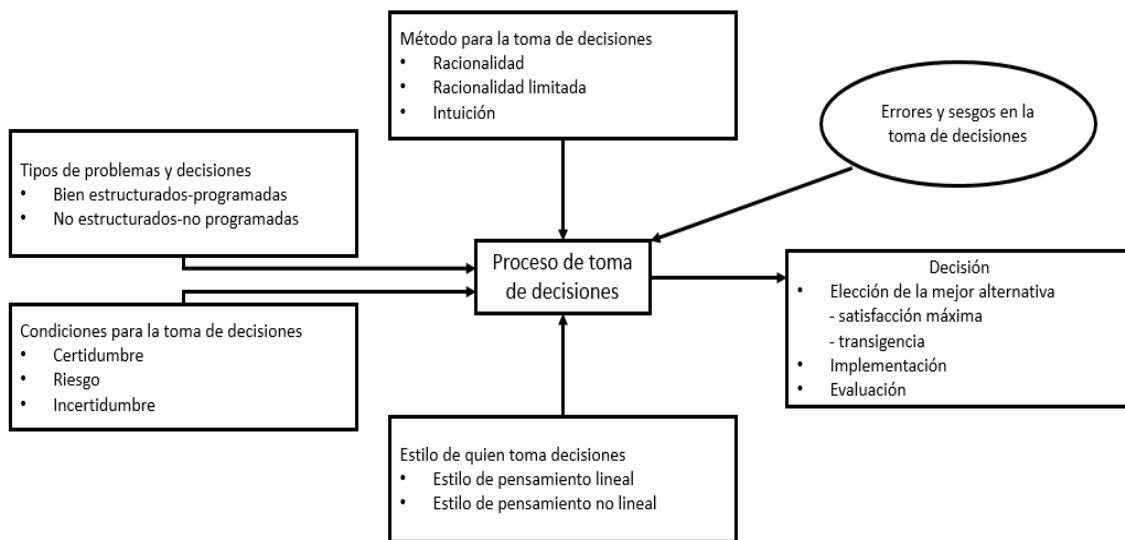 Método para la toma de decisiones
• Racionalidad
• Racionalidad limitada
• Intuición
Errores y sesgos en la
toma de decisiones
Tipos de problemas y decisiones
• Bien estructurados-programadas
• No estructurados-no programadas
Proceso de toma
de decisiones
Decisión
• Elección de la mejor alternativa
- satisfacción máxima
- transigencia
• Implementación
• Evaluación
Condiciones para la toma de decisiones
• Certidumbre
• Riesgo
• Incertidumbre
Estilo de quien toma decisiones
• Estilo de pensamiento lineal
• Estilo de pensamiento no lineal